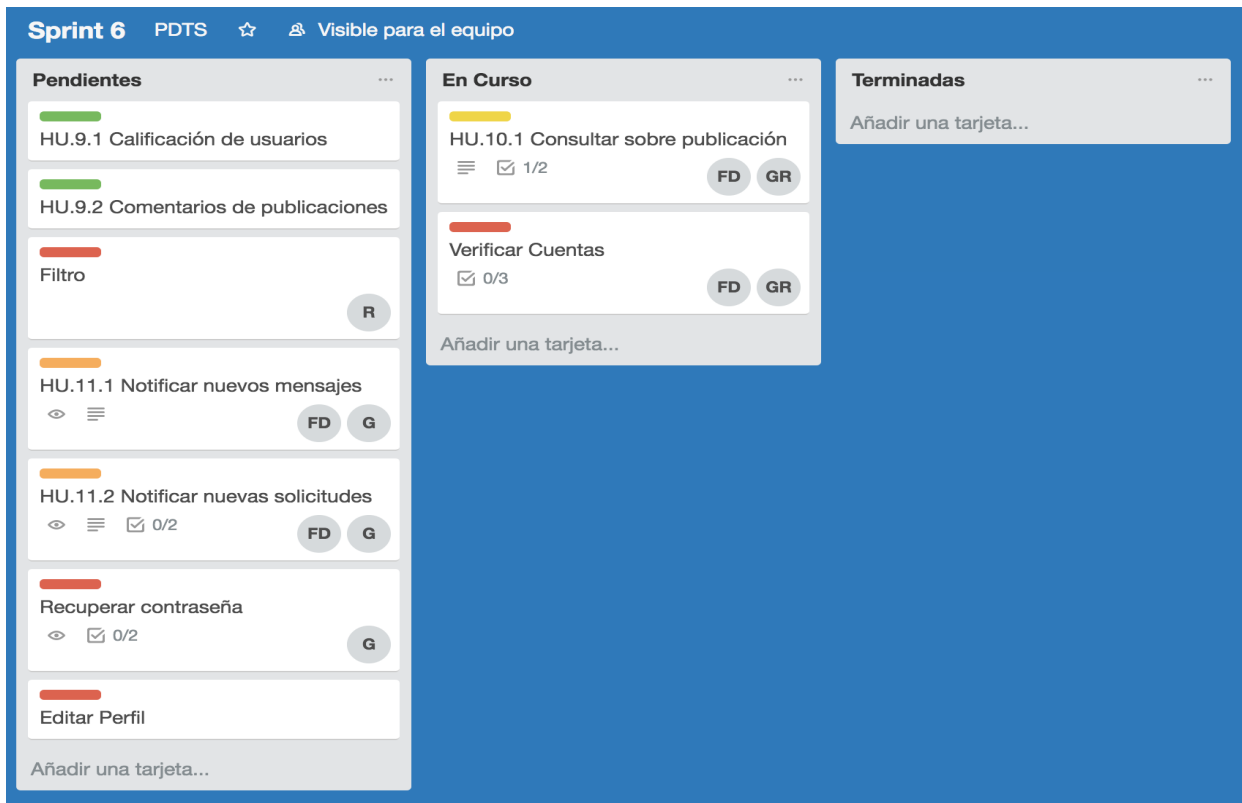 Sprint 6 PDTS Visible para el equipo
Pendientes
HU.9.1 Calificación de usuarios
HU.9.2 Comentarios de publicaciones
Filtro
R
HU.11.1 Notificar nuevos mensajes
FD G
HU.11.2 Notificar nuevas solicitudes
0/2 FD G
Recuperar contraseña
0/2 G
Editar Perfil
Añadir una tarjeta...
En Curso
HU.10.1 Consultar sobre publicación
1/2 FD GR
Verificar Cuentas
0/3 FD GR
Añadir una tarjeta...
Terminadas
Añadir una tarjeta...